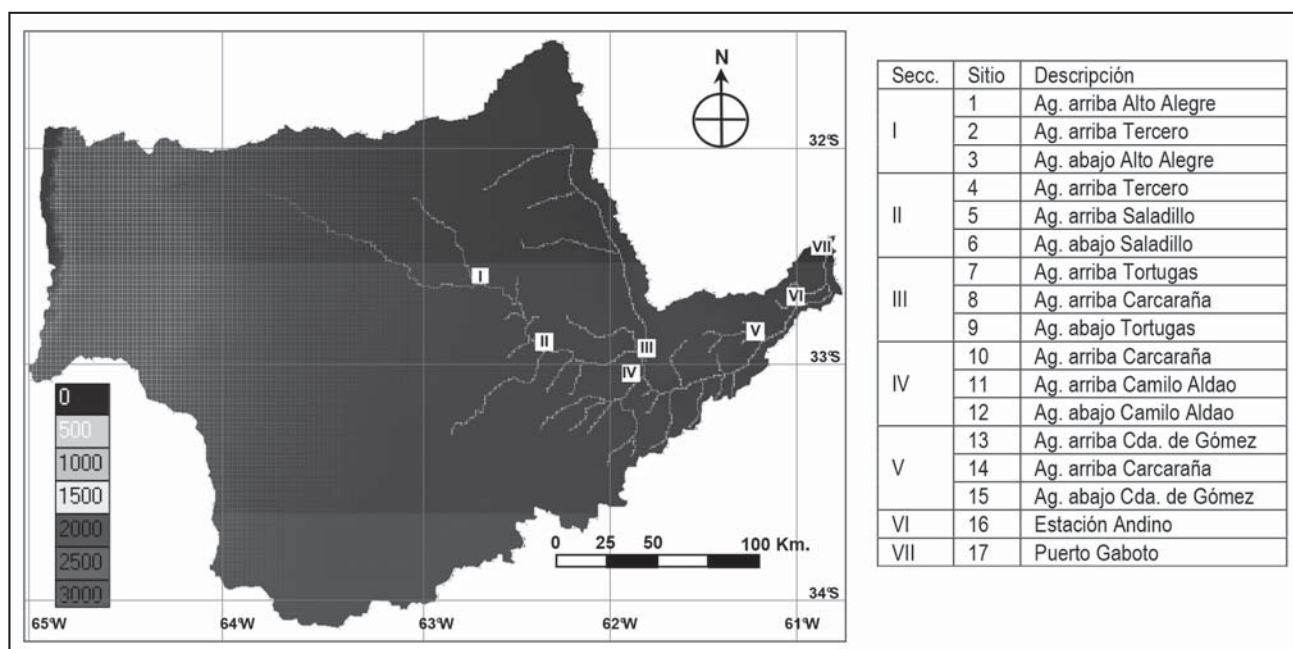 N
32°S
33°S
34°S
65°W
64°W
63°W
62°W
61°W
I
II
III
IV
V
VI
VII
0
500
1000
1500
2000
2500
3000
0 25 50 100 Km.
Secc. Sitio Descripción
I
1 Ag. arriba Alto Alegre
2 Ag. arriba Tercero
3 Ag. abajo Alto Alegre
II
4 Ag. arriba Tercero
5 Ag. arriba Saladillo
6 Ag. abajo Saladillo
III
7 Ag. arriba Tortugas
8 Ag. arriba Carcaraña
9 Ag. abajo Tortugas
IV
10 Ag. arriba Carcaraña
11 Ag. arriba Camilo Aldao
12 Ag. abajo Camilo Aldao
V
13 Ag. arriba Cda. de Gómez
14 Ag. arriba Carcaraña
15 Ag. abajo Cda. de Gómez
VI 16 Estación Andino
VII 17 Puerto Gaboto